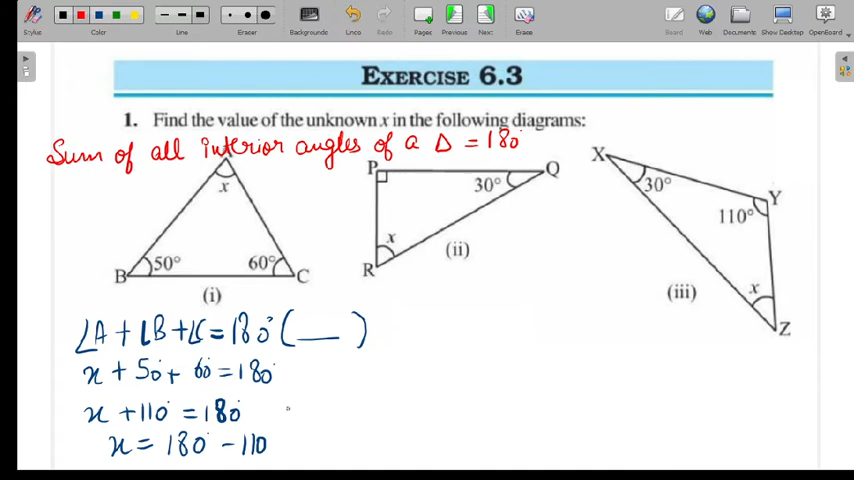 Stylus
Color
Line
Eraser
Backgrounds
Undo
Redo
Pages
Previous
Next
Erase
Board
Web
Documents
Show Desktop
OpenBoard
EXERCISE 6.3
1. Find the value of the unknown x in the following diagrams:
Sum of all interior angles of a Δ = 180°
x
50°
60°
B
C
(i)
P
Q
30°
x
R
(ii)
X
30°
Y
110°
x
Z
(iii)
∠A + ∠B + ∠C = 180° ( __ )
x + 50° + 60° = 180°
x + 110° = 180°
x = 180° - 110